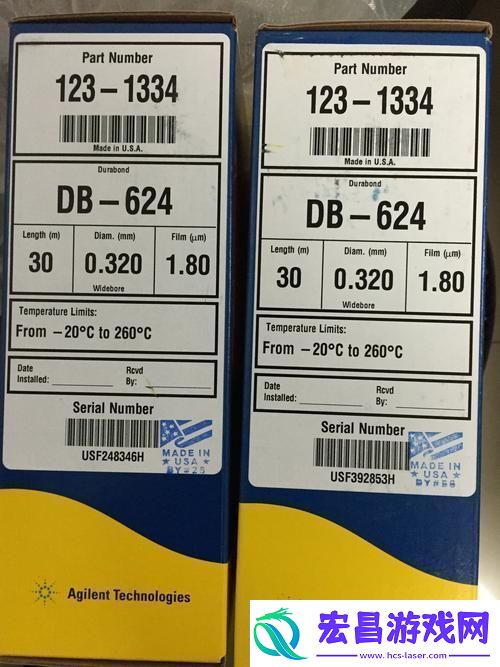 Part Number
123-1334
Made in U.S.A.
Durabond
DB-624
Length (m) Diam. (mm) Film (µm)
30 0.320 1.80
Widebore
Temperature Limits:
From -20°C to 260°C
Date Installed: Rcvd By:
Serial Number
USF248346H
MADE IN
USA
Agilent Technologies
Part Number
123-1334
Made in U.S.A.
Durabond
DB-624
Length (m) Diam. (mm) Film (µm)
30 0.320 1.80
Widebore
Temperature Limits:
From -20°C to 260°C
Date Installed: Rcvd By:
Serial Number
USF392853H
MADE IN
USA
Agilent Technologies
宏昌游戏网
www.hcs-laser.com